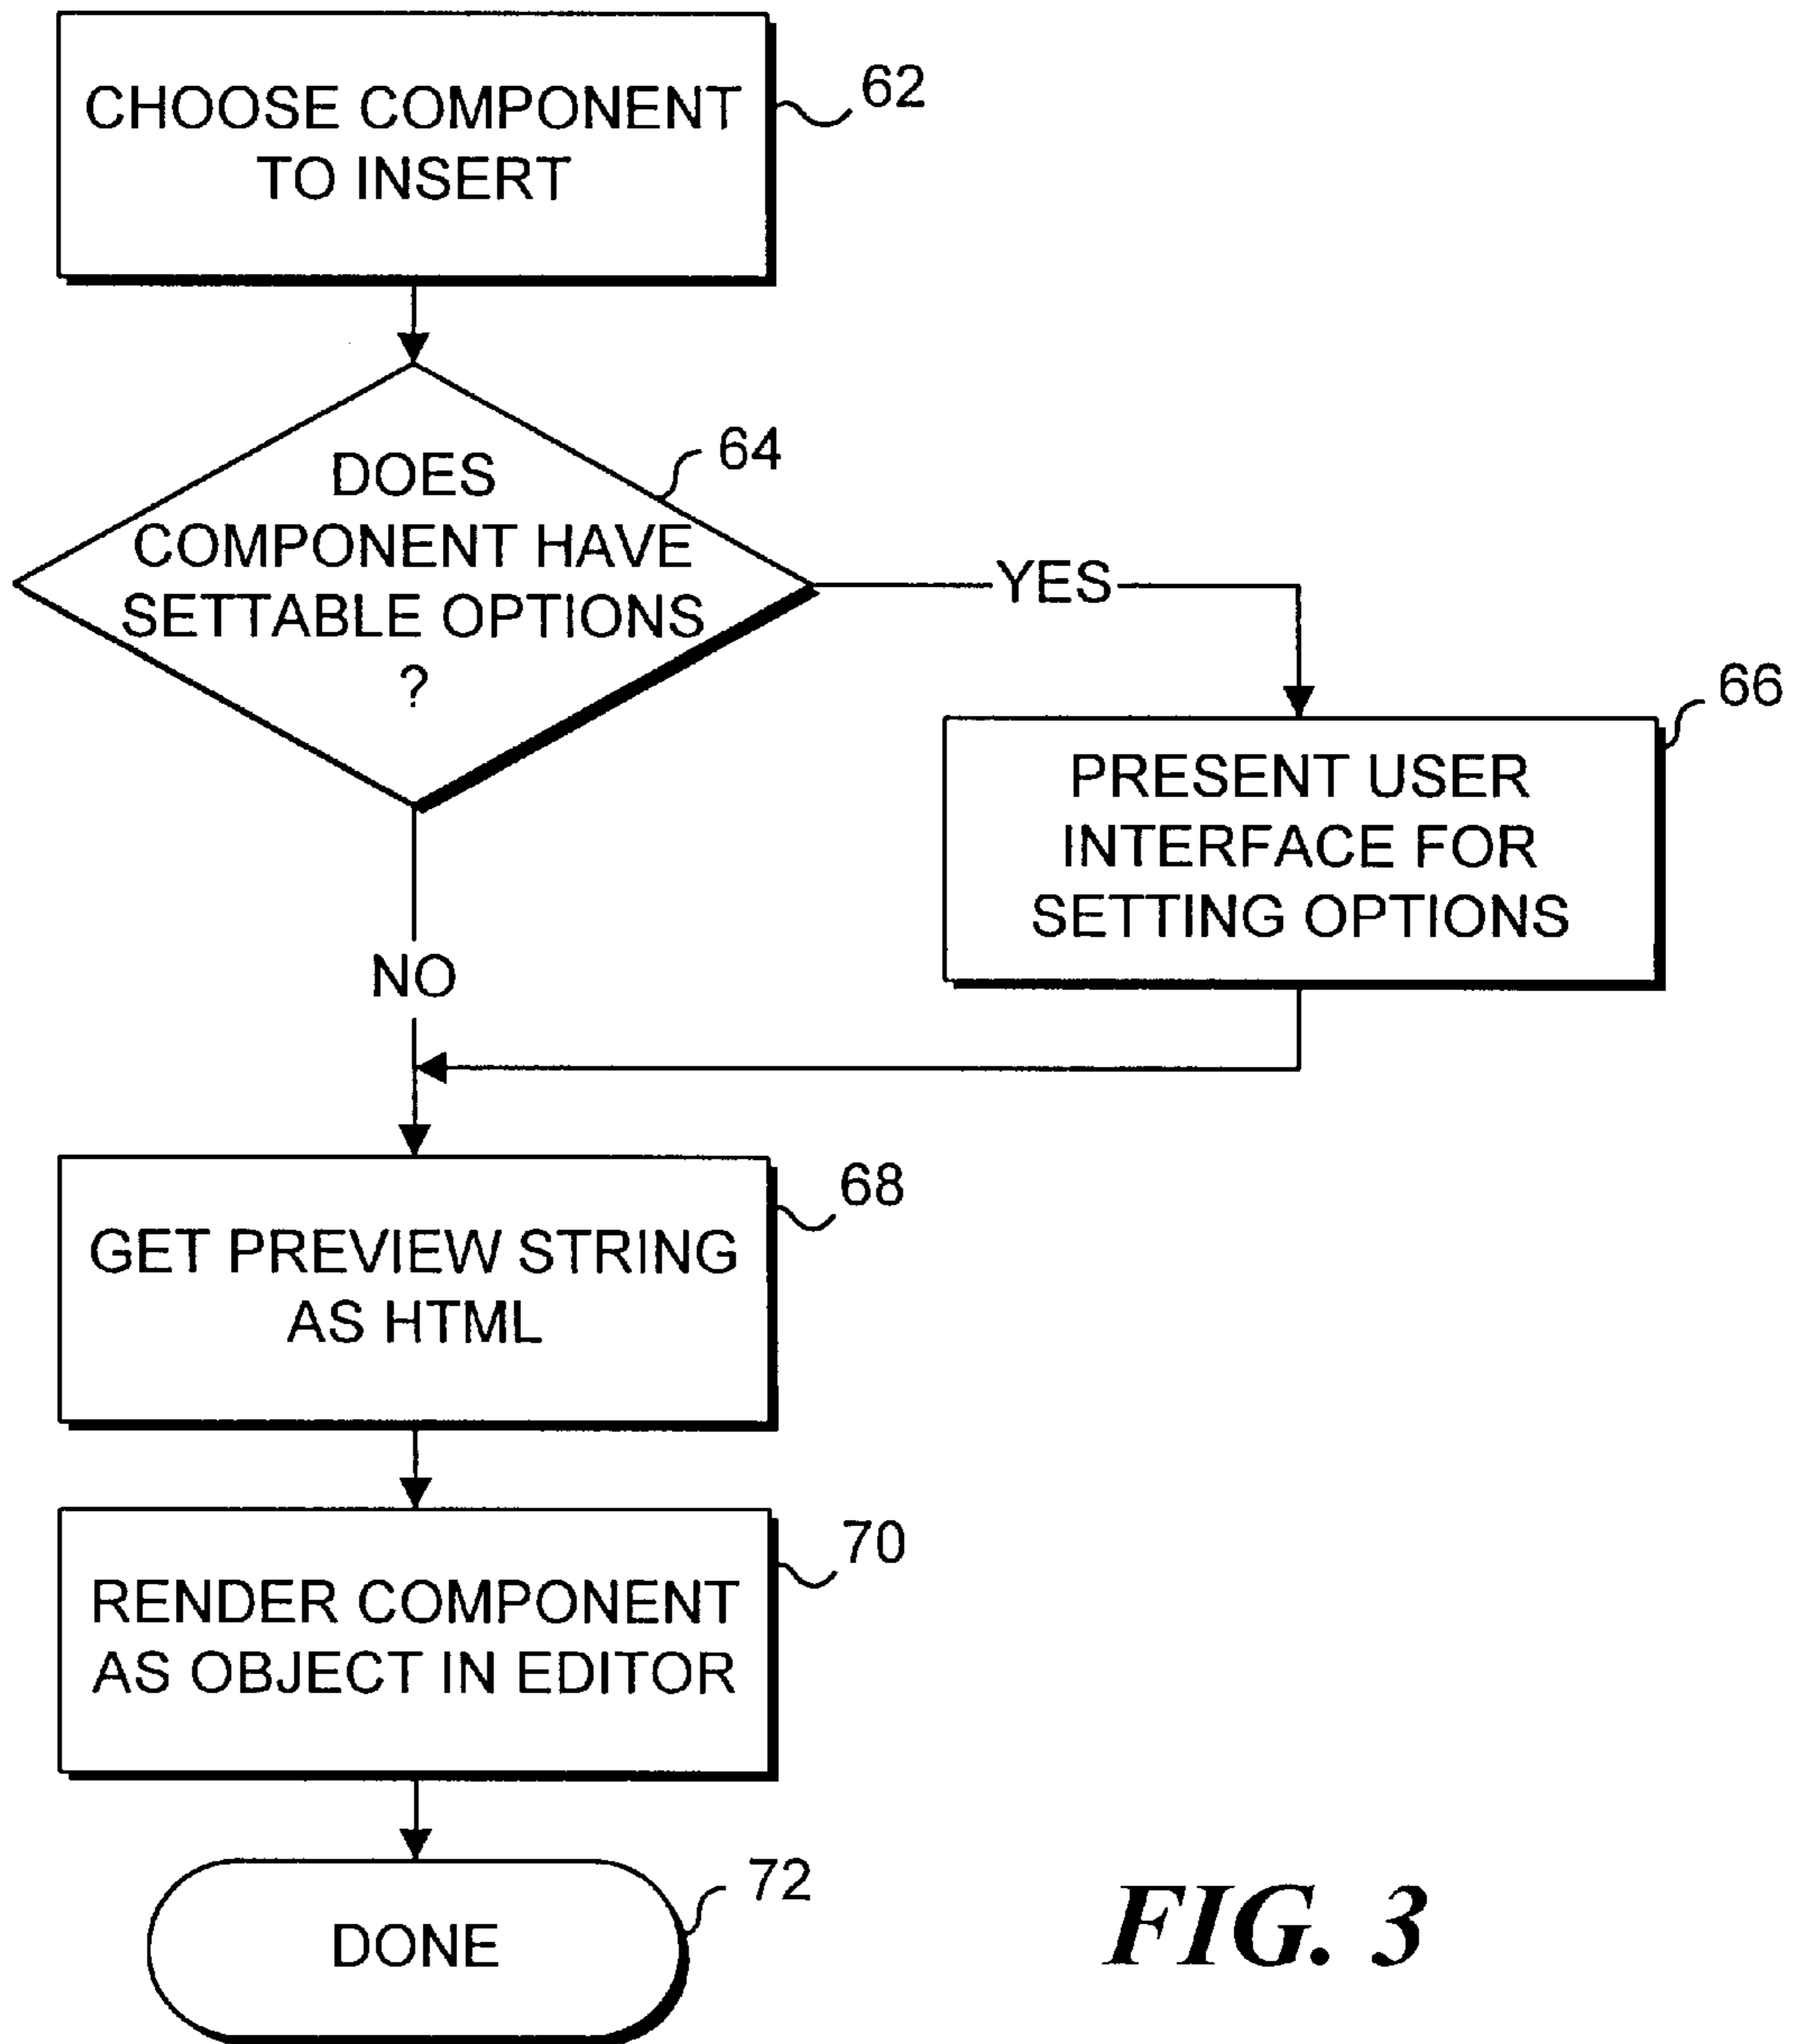 CHOOSE COMPONENT
TO INSERT
62
DOES
COMPONENT HAVE
SETTABLE OPTIONS
?
64
YES
PRESENT USER
INTERFACE FOR
SETTING OPTIONS
66
NO
GET PREVIEW STRING
AS HTML
68
RENDER COMPONENT
AS OBJECT IN EDITOR
70
DONE
72
FIG. 3